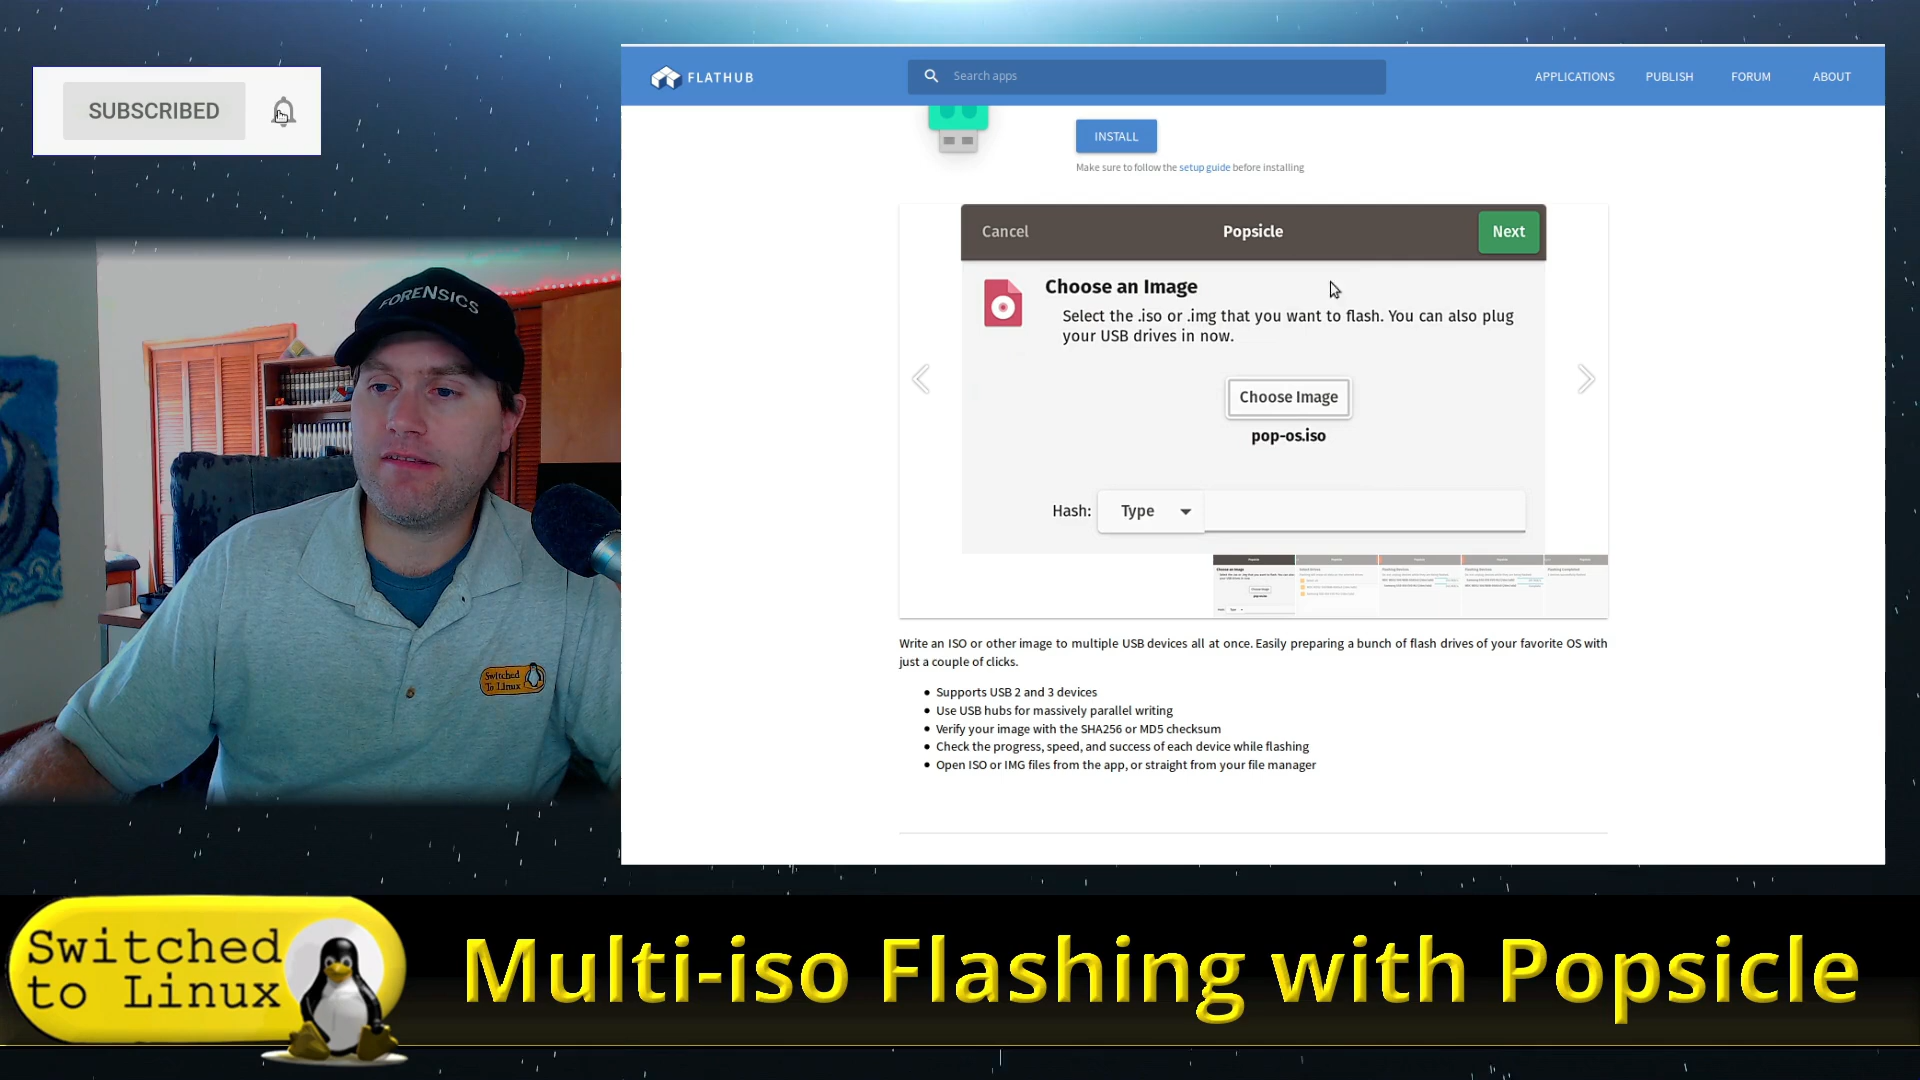 SUBSCRIBED
FLATHUB
Search apps
APPLICATIONS
PUBLISH
FORUM
ABOUT
INSTALL
Make sure to follow the setup guide before installing
Cancel
Popsicle
Next
Choose an Image
Select the .iso or .img that you want to flash. You can also plug
your USB drives in now.
Choose Image
pop-os.iso
Hash:
Type
Write an ISO or other image to multiple USB devices all at once. Easily preparing a bunch of flash drives of your favorite OS with
just a couple of clicks.
Supports USB 2 and 3 devices
Use USB hubs for massively parallel writing
Verify your image with the SHA256 or MD5 checksum
Check the progress, speed, and success of each device while flashing
Open ISO or IMG files from the app, or straight from your file manager
FORENSICS
Switched
To Linux
Switched
to Linux
Multi-iso Flashing with Popsicle